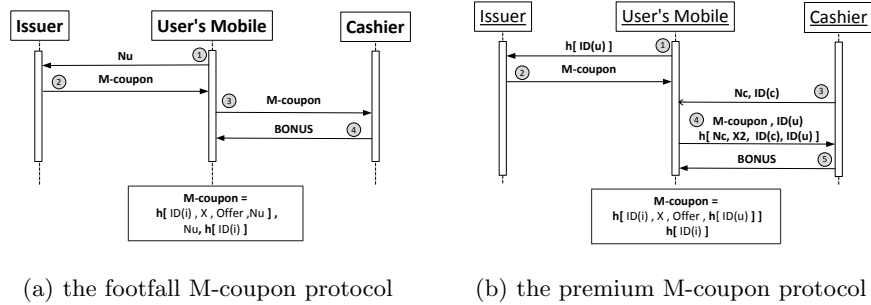 Issuer User's Mobile Cashier
1
Nu
2
M-coupon
3
M-coupon
BONUS
4
M-coupon =
h[ ID(i) , X , Offer ,Nu ] ,
Nu, h[ ID(i) ]
(a) the footfall M-coupon protocol
Issuer User's Mobile Cashier
1
h[ ID(u) ]
2
M-coupon
Nc, ID(c)
3
4
M-coupon , ID(u)
h[ Nc, X2, ID(c), ID(u) ]
BONUS
5
M-coupon =
h[ ID(i) , X , Offer , h[ ID(u) ] ]
h[ ID(i) ]
(b) the premium M-coupon protocol